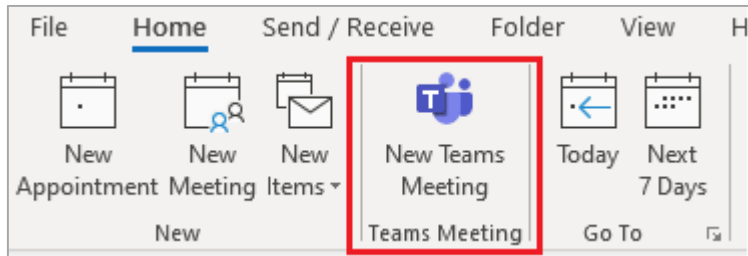 File Home Send / Receive Folder View H
New New New New Teams Today Next
Appointment Meeting Items Meeting 7 Days
New Teams Meeting Go To